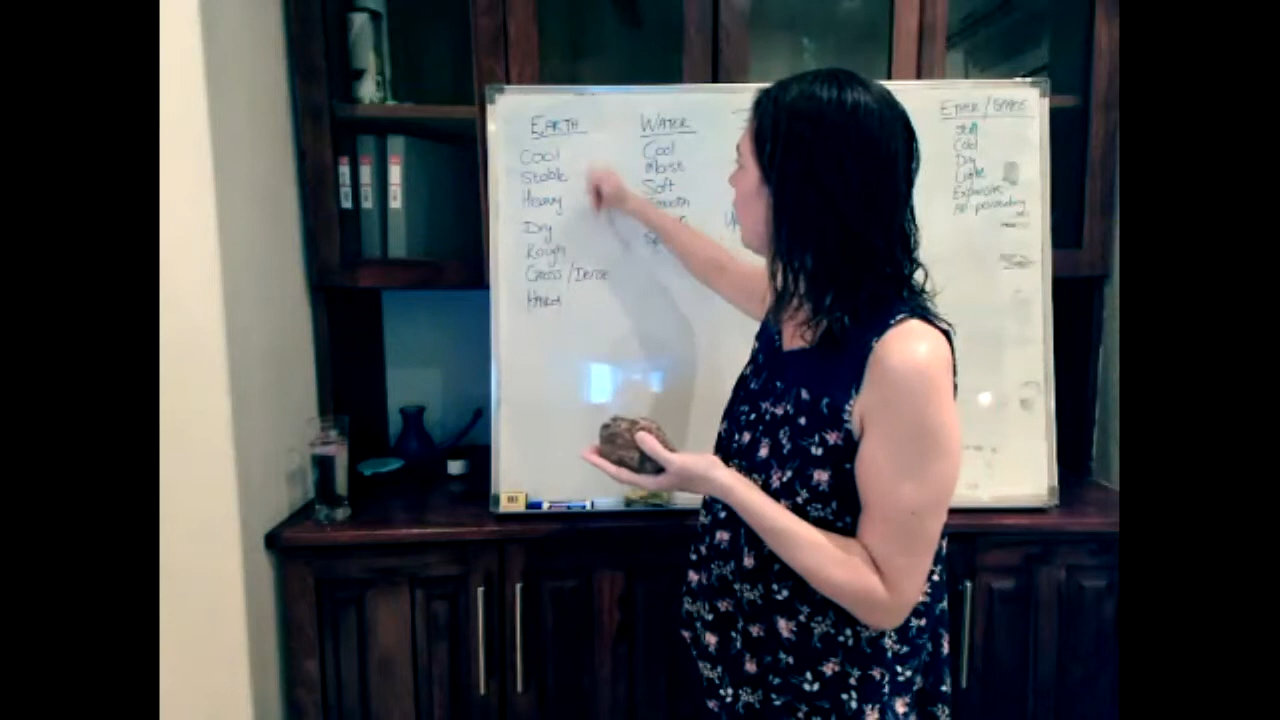 EARTH
Cool
Stable
Heavy
Dry
Rough
Gross / Dense
Hard
WATER
Cool
Moist
Soft
Smooth
ETHER / SPACE
Still
Cold
Dry
Light
Expansive
All-pervading